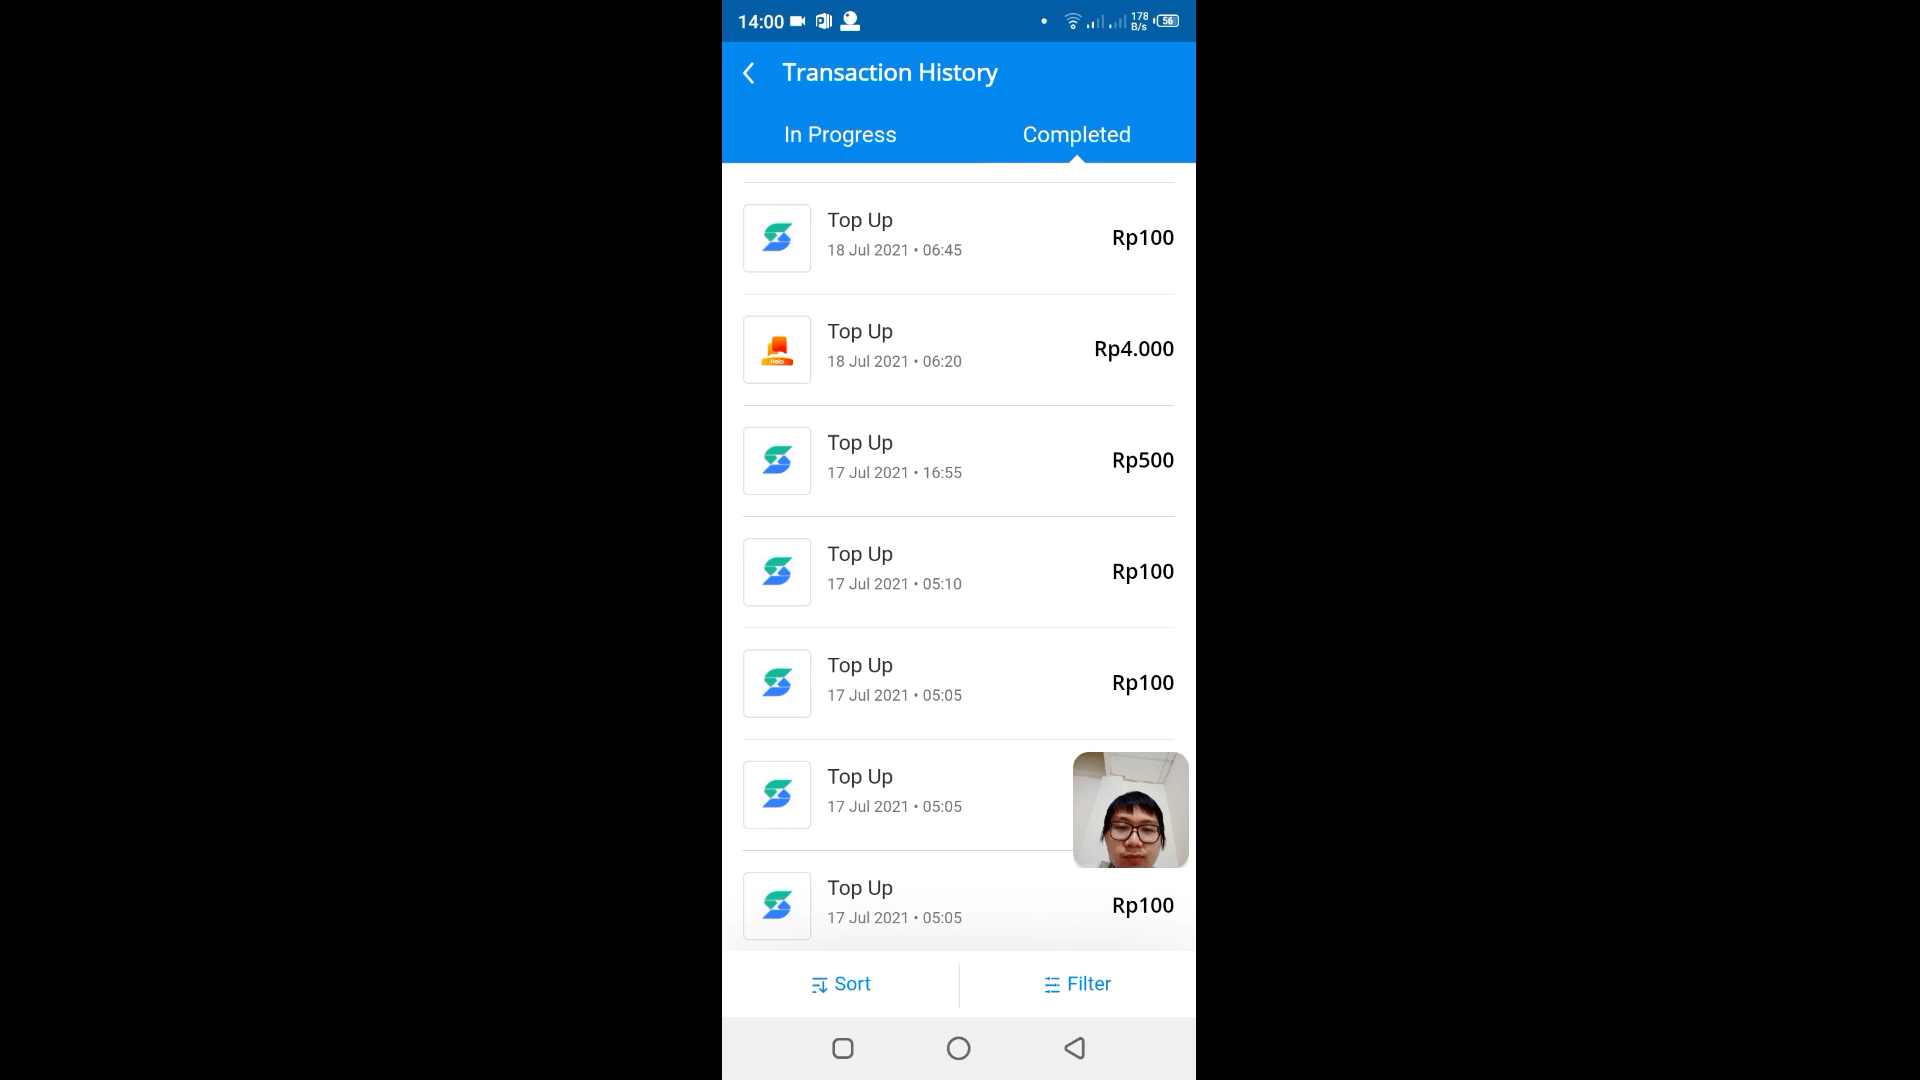 14:00
178
B/s
56
Transaction History
In Progress
Completed
Top Up
18 Jul 2021 • 06:45
Rp100
Top Up
18 Jul 2021 • 06:20
Rp4.000
Helo
Top Up
17 Jul 2021 • 16:55
Rp500
Top Up
17 Jul 2021 • 05:10
Rp100
Top Up
17 Jul 2021 • 05:05
Rp100
Top Up
17 Jul 2021 • 05:05
Top Up
17 Jul 2021 • 05:05
Rp100
Sort
Filter